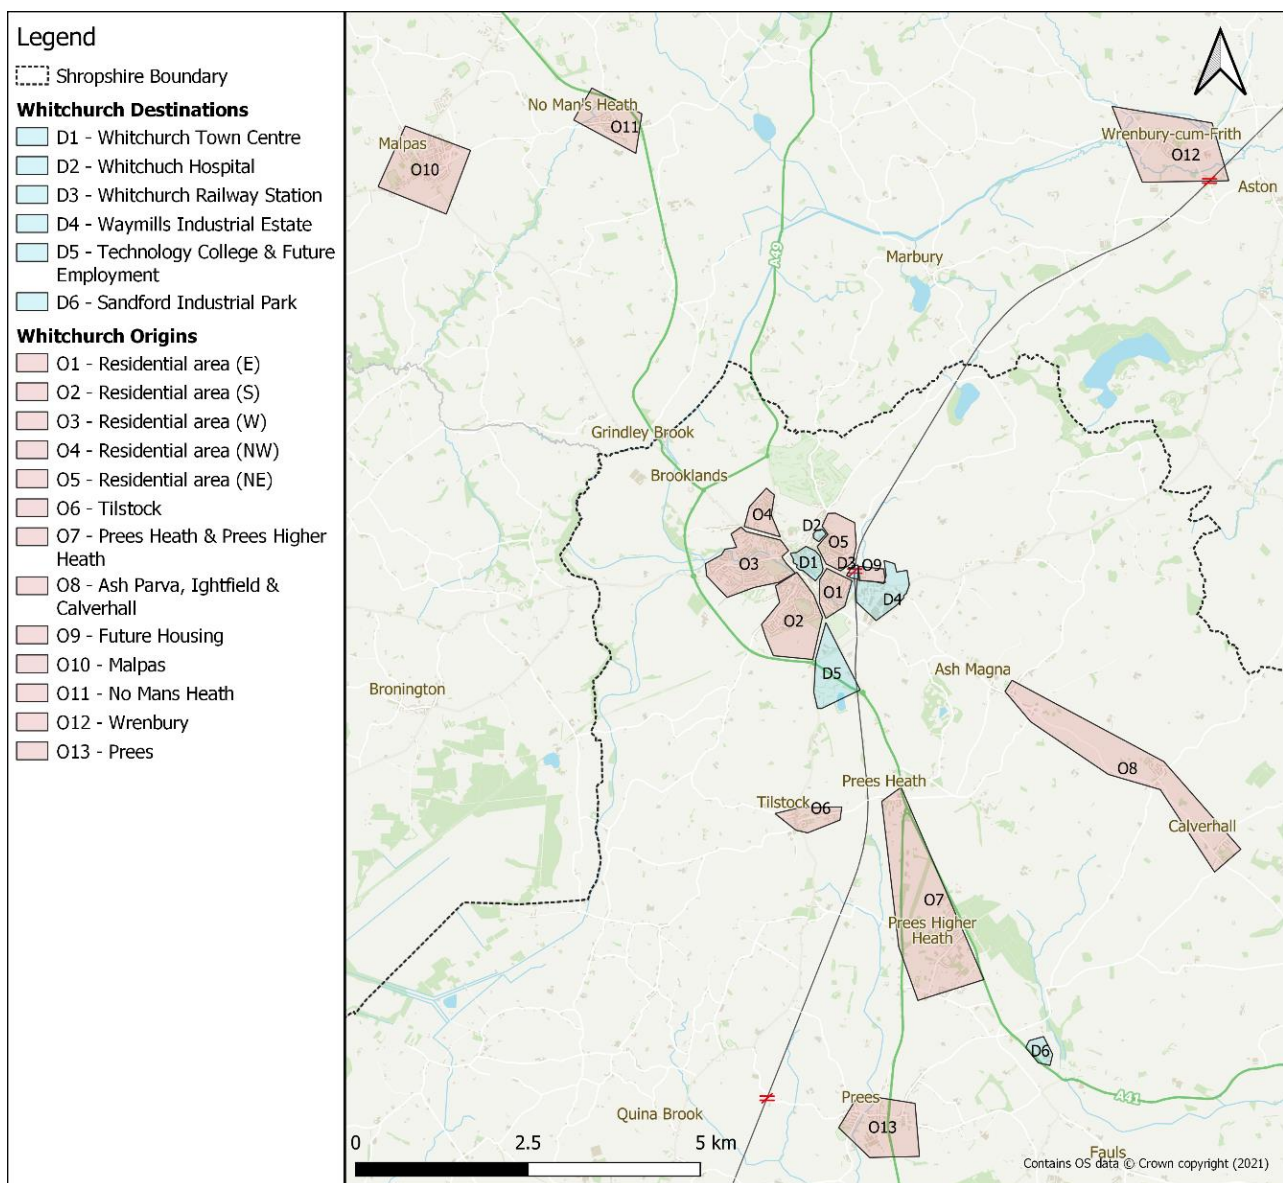 Legend
Shropshire Boundary
Whitchurch Destinations
D1 - Whitchurch Town Centre
D2 - Whitchuch Hospital
D3 - Whitchurch Railway Station
D4 - Waymills Industrial Estate
D5 - Technology College & Future
Employment
D6 - Sandford Industrial Park
Whitchurch Origins
O1 - Residential area (E)
O2 - Residential area (S)
O3 - Residential area (W)
O4 - Residential area (NW)
O5 - Residential area (NE)
O6 - Tilstock
O7 - Prees Heath & Prees Higher
Heath
O8 - Ash Parva, Ightfield &
Calverhall
O9 - Future Housing
O10 - Malpas
O11 - No Mans Heath
O12 - Wrenbury
O13 - Prees
No Man's Heath
O11
Malpas
O10
Wrenbury-cum-Frith
O12
Aston
A49
Marbury
Grindley Brook
Brooklands
O4
D2
O5
O3
D1
D3
O9
O1
D4
O2
D5
Ash Magna
Bronington
O8
Prees Heath
Tilstock
O6
Calverhall
O7
Prees Higher
Heath
D6
A41
Prees
O13
Quina Brook
Fauls
0
2.5
5 km
Contains OS data © Crown copyright (2021)